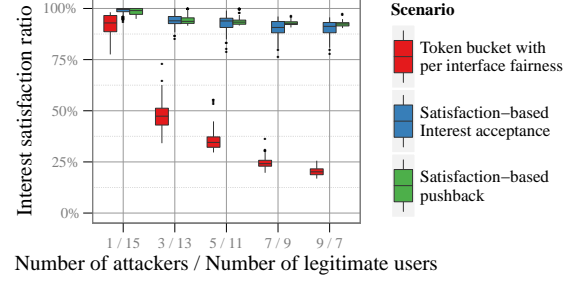 Scenario
Token bucket with
per interface fairness
Satisfaction−based
Interest acceptance
Satisfaction−based
pushback
Interest satisfaction ratio
100%
75%
50%
25%
0%
1 / 15 3 / 13 5 / 11 7 / 9 9 / 7
Number of attackers / Number of legitimate users